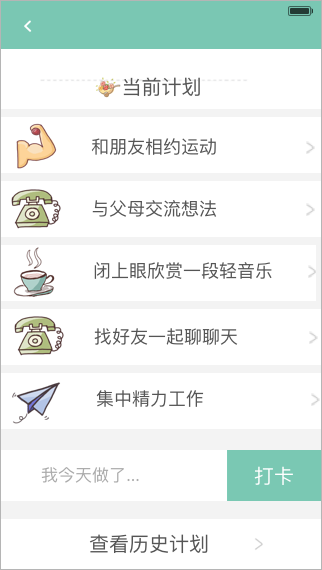 当前计划
和朋友相约运动
与父母交流想法
闭上眼欣赏一段轻音乐
找好友一起聊聊天
集中精力工作
我今天做了...
打卡
查看历史计划